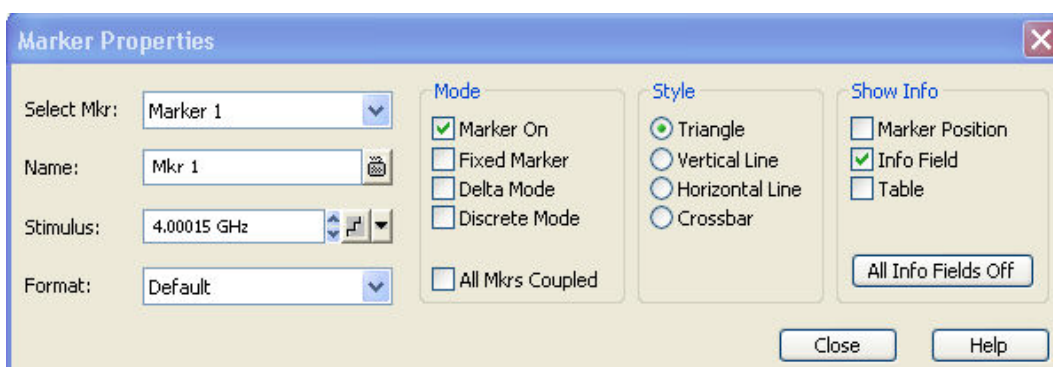 Marker Properties
Select Mkr: Marker 1
Name: Mkr 1
Stimulus: 4.00015 GHz
Format: Default
Mode
Marker On
Fixed Marker
Delta Mode
Discrete Mode
All Mkrs Coupled
Style
Triangle
Vertical Line
Horizontal Line
Crossbar
Show Info
Marker Position
Info Field
Table
All Info Fields Off
Close
Help